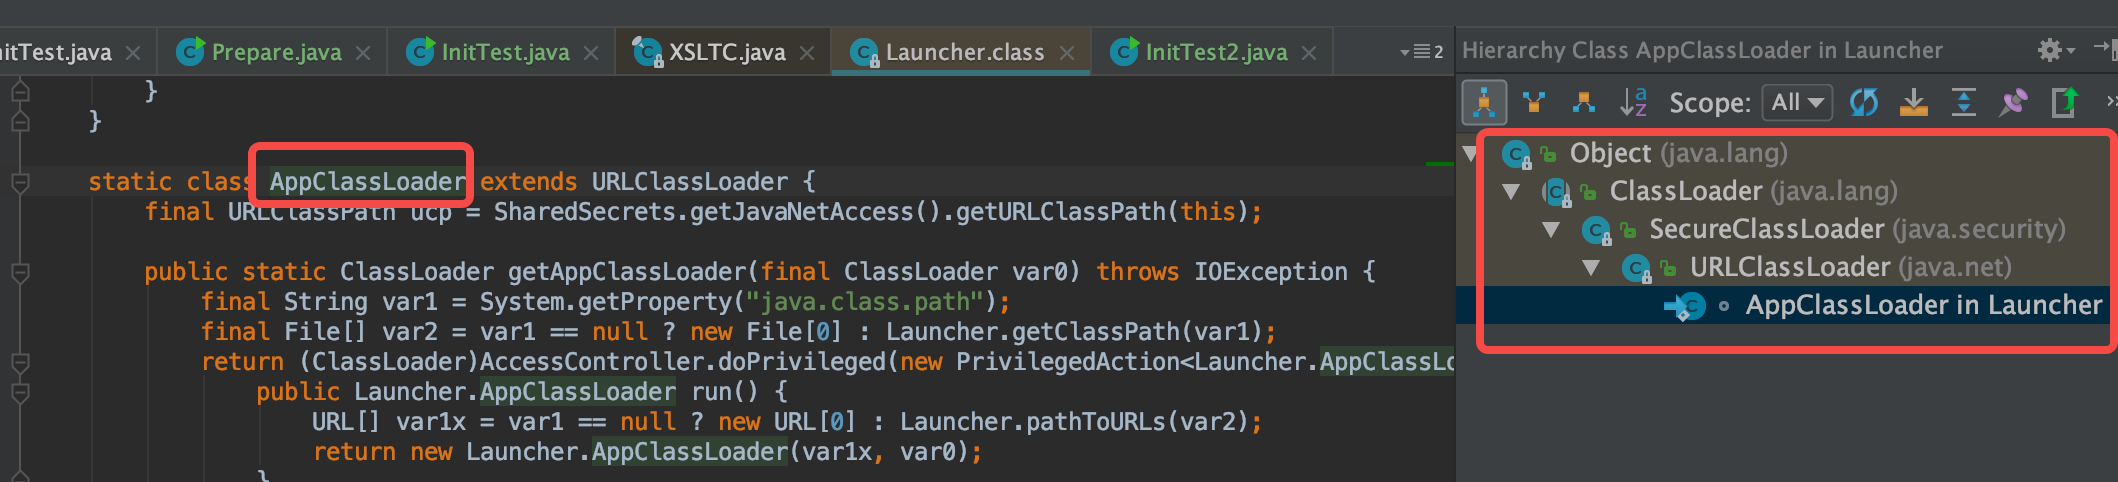 nitTest.java Prepare.java InitTest.java XSLTC.java Launcher.class InitTest2.java 2
}
}
static class AppClassLoader extends URLClassLoader {
final URLClassPath ucp = SharedSecrets.getJavaNetAccess().getURLClassPath(this);
public static ClassLoader getAppClassLoader(final ClassLoader var0) throws IOException {
final String var1 = System.getProperty("java.class.path");
final File[] var2 = var1 == null ? new File[0] : Launcher.getClassPath(var1);
return (ClassLoader)AccessController.doPrivileged(new PrivilegedAction<Launcher.AppClassLo
public Launcher.AppClassLoader run() {
URL[] var1x = var1 == null ? new URL[0] : Launcher.pathToURLs(var2);
return new Launcher.AppClassLoader(var1x, var0);
}
Hierarchy Class AppClassLoader in Launcher
Scope: All
Object (java.lang)
ClassLoader (java.lang)
SecureClassLoader (java.security)
URLClassLoader (java.net)
AppClassLoader in Launcher